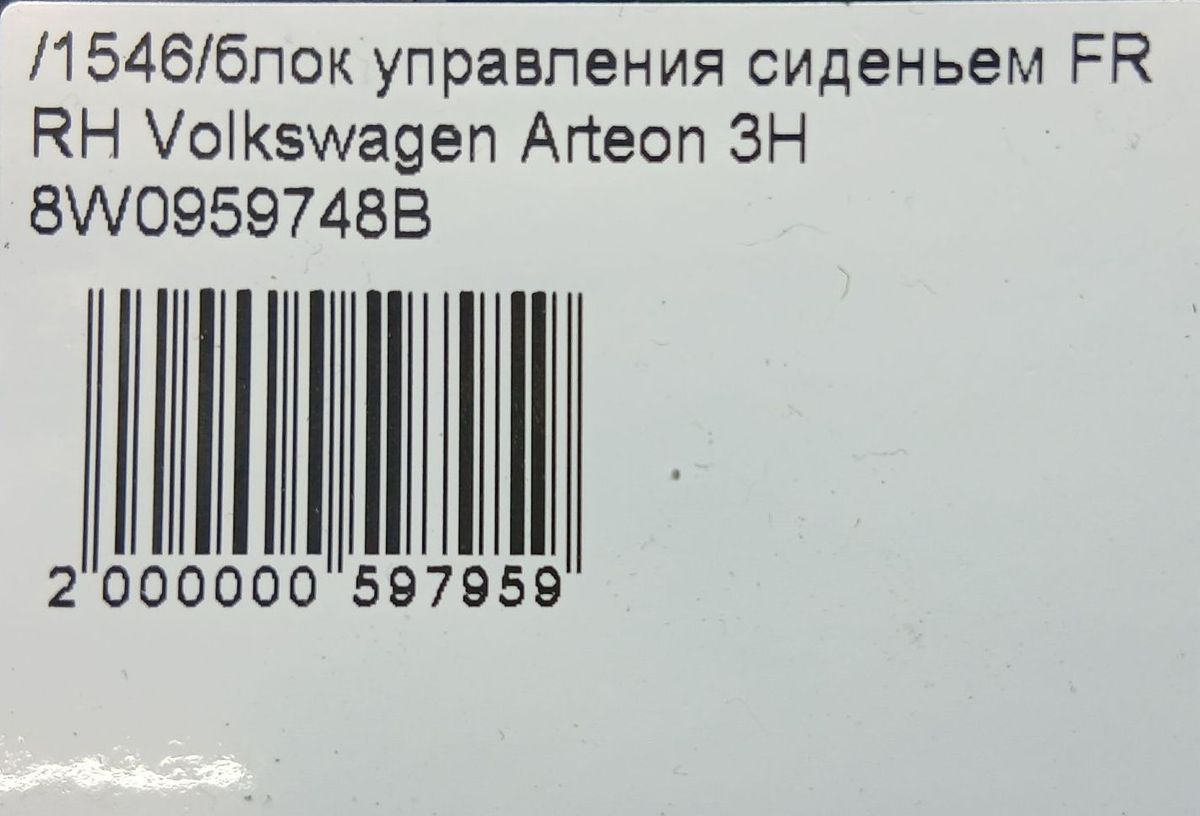 /1546/блок управления сиденьем FR
RH Volkswagen Arteon 3H
8W0959748B
2 000000 597959